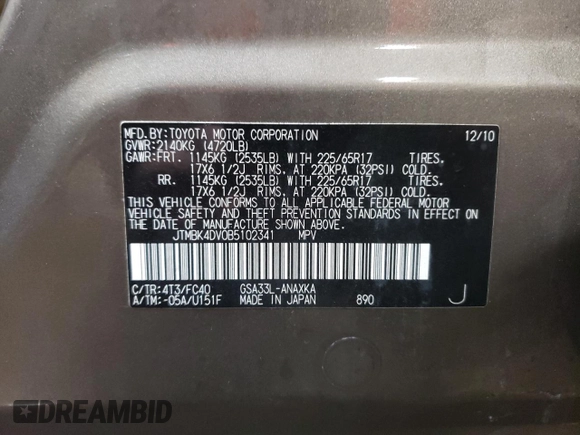 MFD.BY:TOYOTA MOTOR CORPORATION 12/10
GVWR:2140KG (4720LB)
GAWR:FRT. 1145KG (2535LB) WITH 225/65R17 TIRES.
17X6 1/2J RIMS. AT 220KPA (32PSI) COLD.
RR. 1145KG (2535LB) WITH 225/65R17 TIRES.
17X6 1/2J RIMS. AT 220KPA (32PSI) COLD.
THIS VEHICLE CONFORMS TO ALL APPLICABLE FEDERAL MOTOR
VEHICLE SAFETY AND THEFT PREVENTION STANDARDS IN EFFECT ON
THE DATE OF MANUFACTURE SHOWN ABOVE.
JTMBK4DV0B5102341 MPV
C/TR:4T3/FC40 GSA33L-ANAXKA
A/TM:-05A/U151F MADE IN JAPAN 890 J
DREAMBID